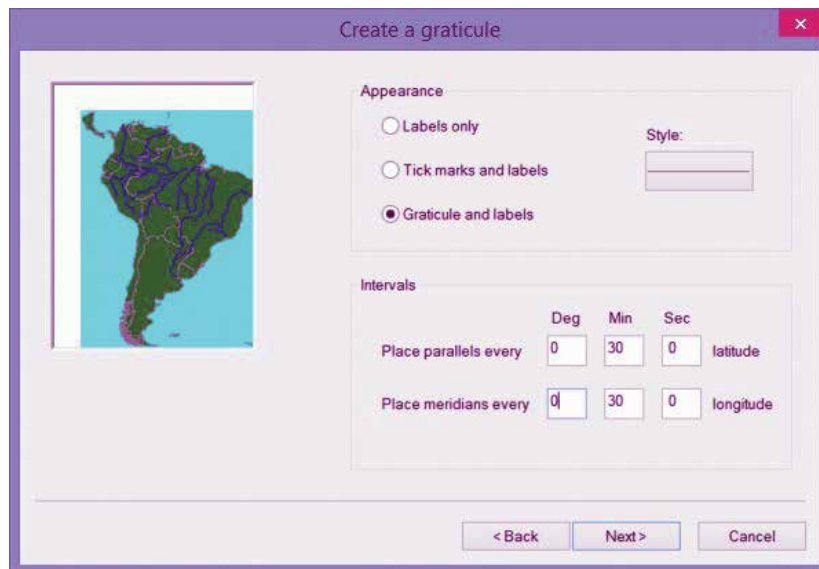 Create a graticule
Appearance
Labels only
Style:
Tick marks and labels
Graticule and labels
Intervals
Deg Min Sec
Place parallels every 0 30 0 latitude
Place meridians every 0 30 0 longitude
< Back Next > Cancel